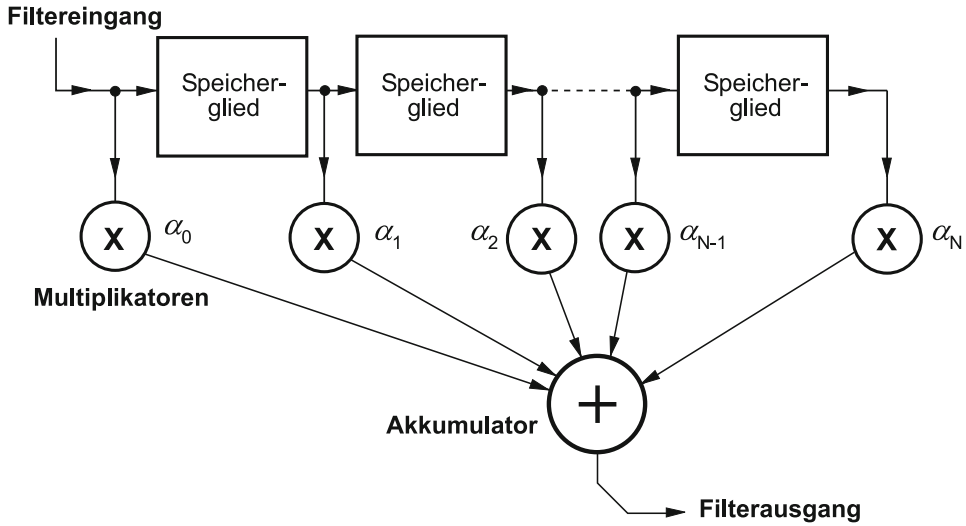 Filtereingang
Speicher-
glied
Speicher-
glied
Speicher-
glied
X
α0
X
α1
α2
X
X
αN-1
X
αN
Multiplikatoren
+
Akkumulator
Filterausgang